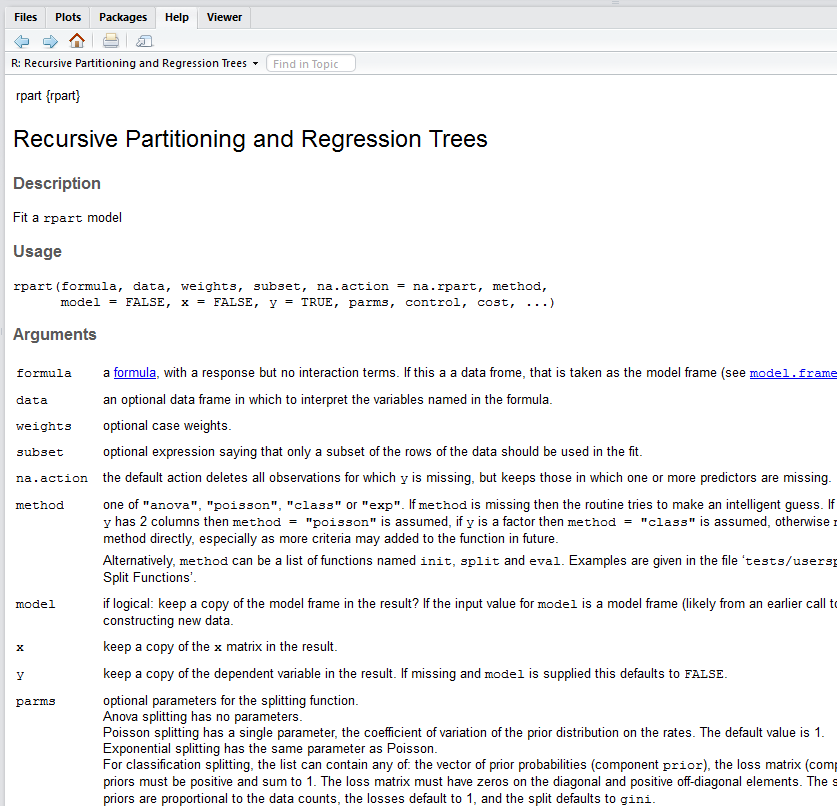 Files Plots Packages Help Viewer
R: Recursive Partitioning and Regression Trees Find in Topic
rpart {rpart}
Recursive Partitioning and Regression Trees
Description
Fit a rpart model
Usage
rpart(formula, data, weights, subset, na.action = na.rpart, method,
model = FALSE, x = FALSE, y = TRUE, parms, control, cost, ...)
Arguments
formula a formula, with a response but no interaction terms. If this a a data frome, that is taken as the model frame (see model.frame
data an optional data frame in which to interpret the variables named in the formula.
weights optional case weights.
subset optional expression saying that only a subset of the rows of the data should be used in the fit.
na.action the default action deletes all observations for which y is missing, but keeps those in which one or more predictors are missing.
method one of "anova", "poisson", "class" or "exp". If method is missing then the routine tries to make an intelligent guess. If
y has 2 columns then method = "poisson" is assumed, if y is a factor then method = "class" is assumed, otherwise
method directly, especially as more criteria may added to the function in future.
Alternatively, method can be a list of functions named init, split and eval. Examples are given in the file ‘tests/usersp
Split Functions’.
model if logical: keep a copy of the model frame in the result? If the input value for model is a model frame (likely from an earlier call to
constructing new data.
x keep a copy of the x matrix in the result.
y keep a copy of the dependent variable in the result. If missing and model is supplied this defaults to FALSE.
parms optional parameters for the splitting function.
Anova splitting has no parameters.
Poisson splitting has a single parameter, the coefficient of variation of the prior distribution on the rates. The default value is 1.
Exponential splitting has the same parameter as Poisson.
For classification splitting, the list can contain any of: the vector of prior probabilities (component prior), the loss matrix (comp
priors must be positive and sum to 1. The loss matrix must have zeros on the diagonal and positive off-diagonal elements. The s
priors are proportional to the data counts, the losses default to 1, and the split defaults to gini.